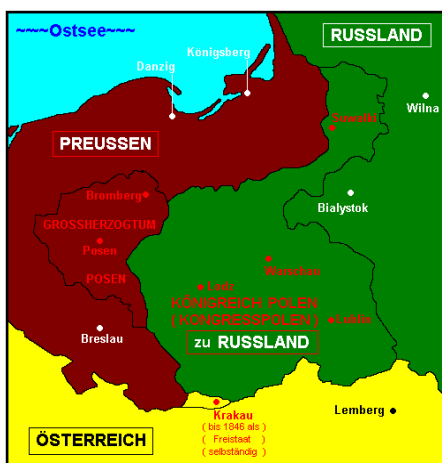 ~~~Ostsee~~~
RUSSLAND
Königsberg
Danzig
Wilna
Suwalki
PREUSSEN
Bromberg
Bialystok
GROSSHERZOGTUM
Posen
POSEN
Warschau
Lodz
KÖNIGREICH POLEN
( KONGRESSPOLEN )
Lublin
Breslau
zu RUSSLAND
Krakau
( bis 1846 als )
( Freistaat )
( selbständig )
Lemberg
ÖSTERREICH